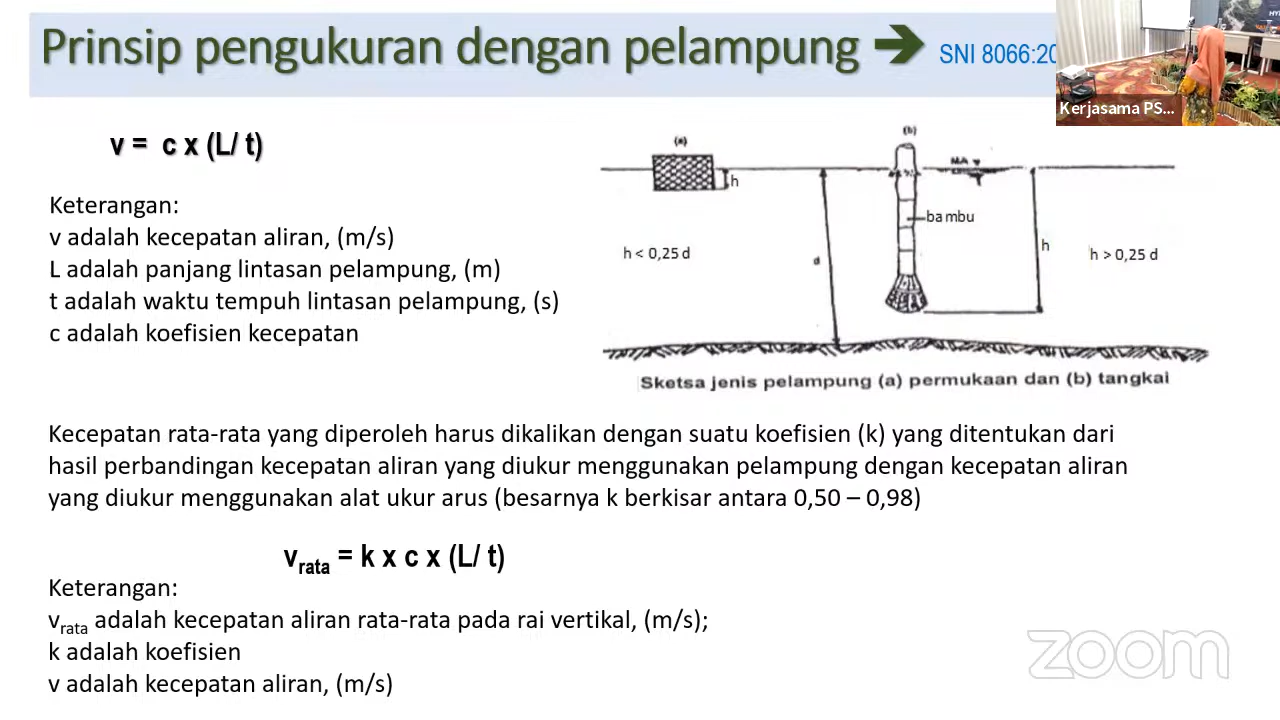 Prinsip pengukuran dengan pelampung ➔ SNI 8066:20
Kerjasama PS...
v = c x (L/ t)
Keterangan:
v adalah kecepatan aliran, (m/s)
L adalah panjang lintasan pelampung, (m)
t adalah waktu tempuh lintasan pelampung, (s)
c adalah koefisien kecepatan
(a)
h
h < 0,25 d
d
(b)
MA
bambu
h
h > 0,25 d
Sketsa jenis pelampung (a) permukaan dan (b) tangkai
Kecepatan rata-rata yang diperoleh harus dikalikan dengan suatu koefisien (k) yang ditentukan dari
hasil perbandingan kecepatan aliran yang diukur menggunakan pelampung dengan kecepatan aliran
yang diukur menggunakan alat ukur arus (besarnya k berkisar antara 0,50 – 0,98)
vrata = k x c x (L/ t)
Keterangan:
vrata adalah kecepatan aliran rata-rata pada rai vertikal, (m/s);
k adalah koefisien
v adalah kecepatan aliran, (m/s)
zoom